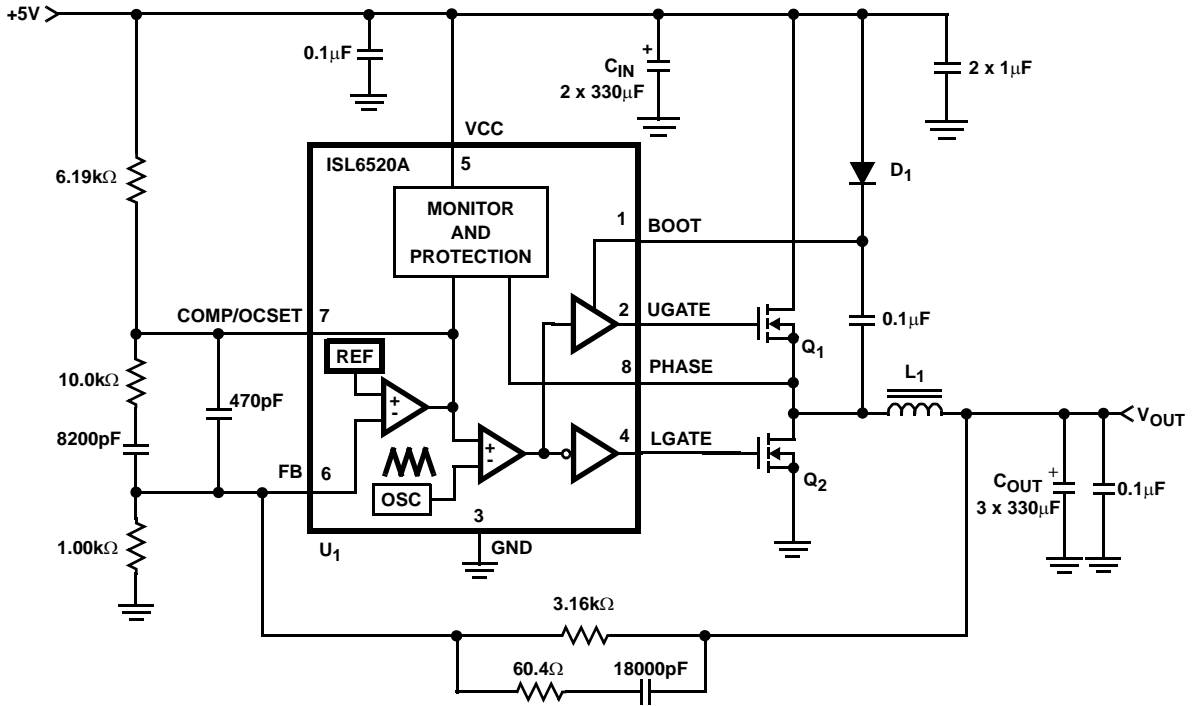 +5V
0.1μF
C_IN
2 x 330μF
+
2 x 1μF
VCC
ISL6520A
5
6.19kΩ
D1
MONITOR
AND
PROTECTION
1
BOOT
COMP/OCSET
7
2
UGATE
Q1
0.1μF
REF
8
PHASE
10.0kΩ
470pF
+
-
L1
8200pF
+
-
4
LGATE
VOUT
FB
6
OSC
Q2
COUT
3 x 330μF
+
0.1μF
3
GND
1.00kΩ
U1
3.16kΩ
60.4Ω
18000pF